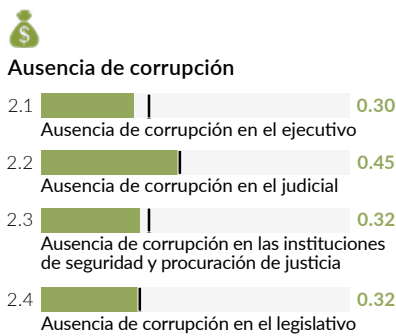 $
Ausencia de corrupción
2.1 0.30
Ausencia de corrupción en el ejecutivo
2.2 0.45
Ausencia de corrupción en el judicial
2.3 0.32
Ausencia de corrupción en las instituciones
de seguridad y procuración de justicia
2.4 0.32
Ausencia de corrupción en el legislativo